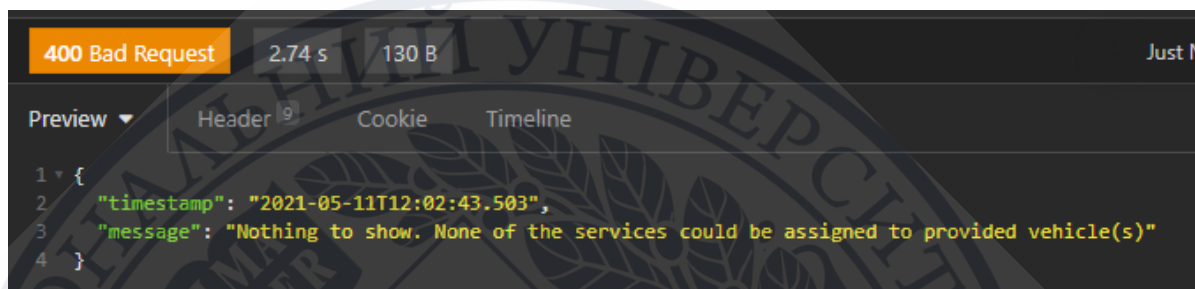 400 Bad Request 2.74 s 130 B Just
Preview ▼ Header 9 Cookie Timeline
1 {
2 "timestamp": "2021-05-11T12:02:43.503",
3 "message": "Nothing to show. None of the services could be assigned to provided vehicle(s)"
4 }